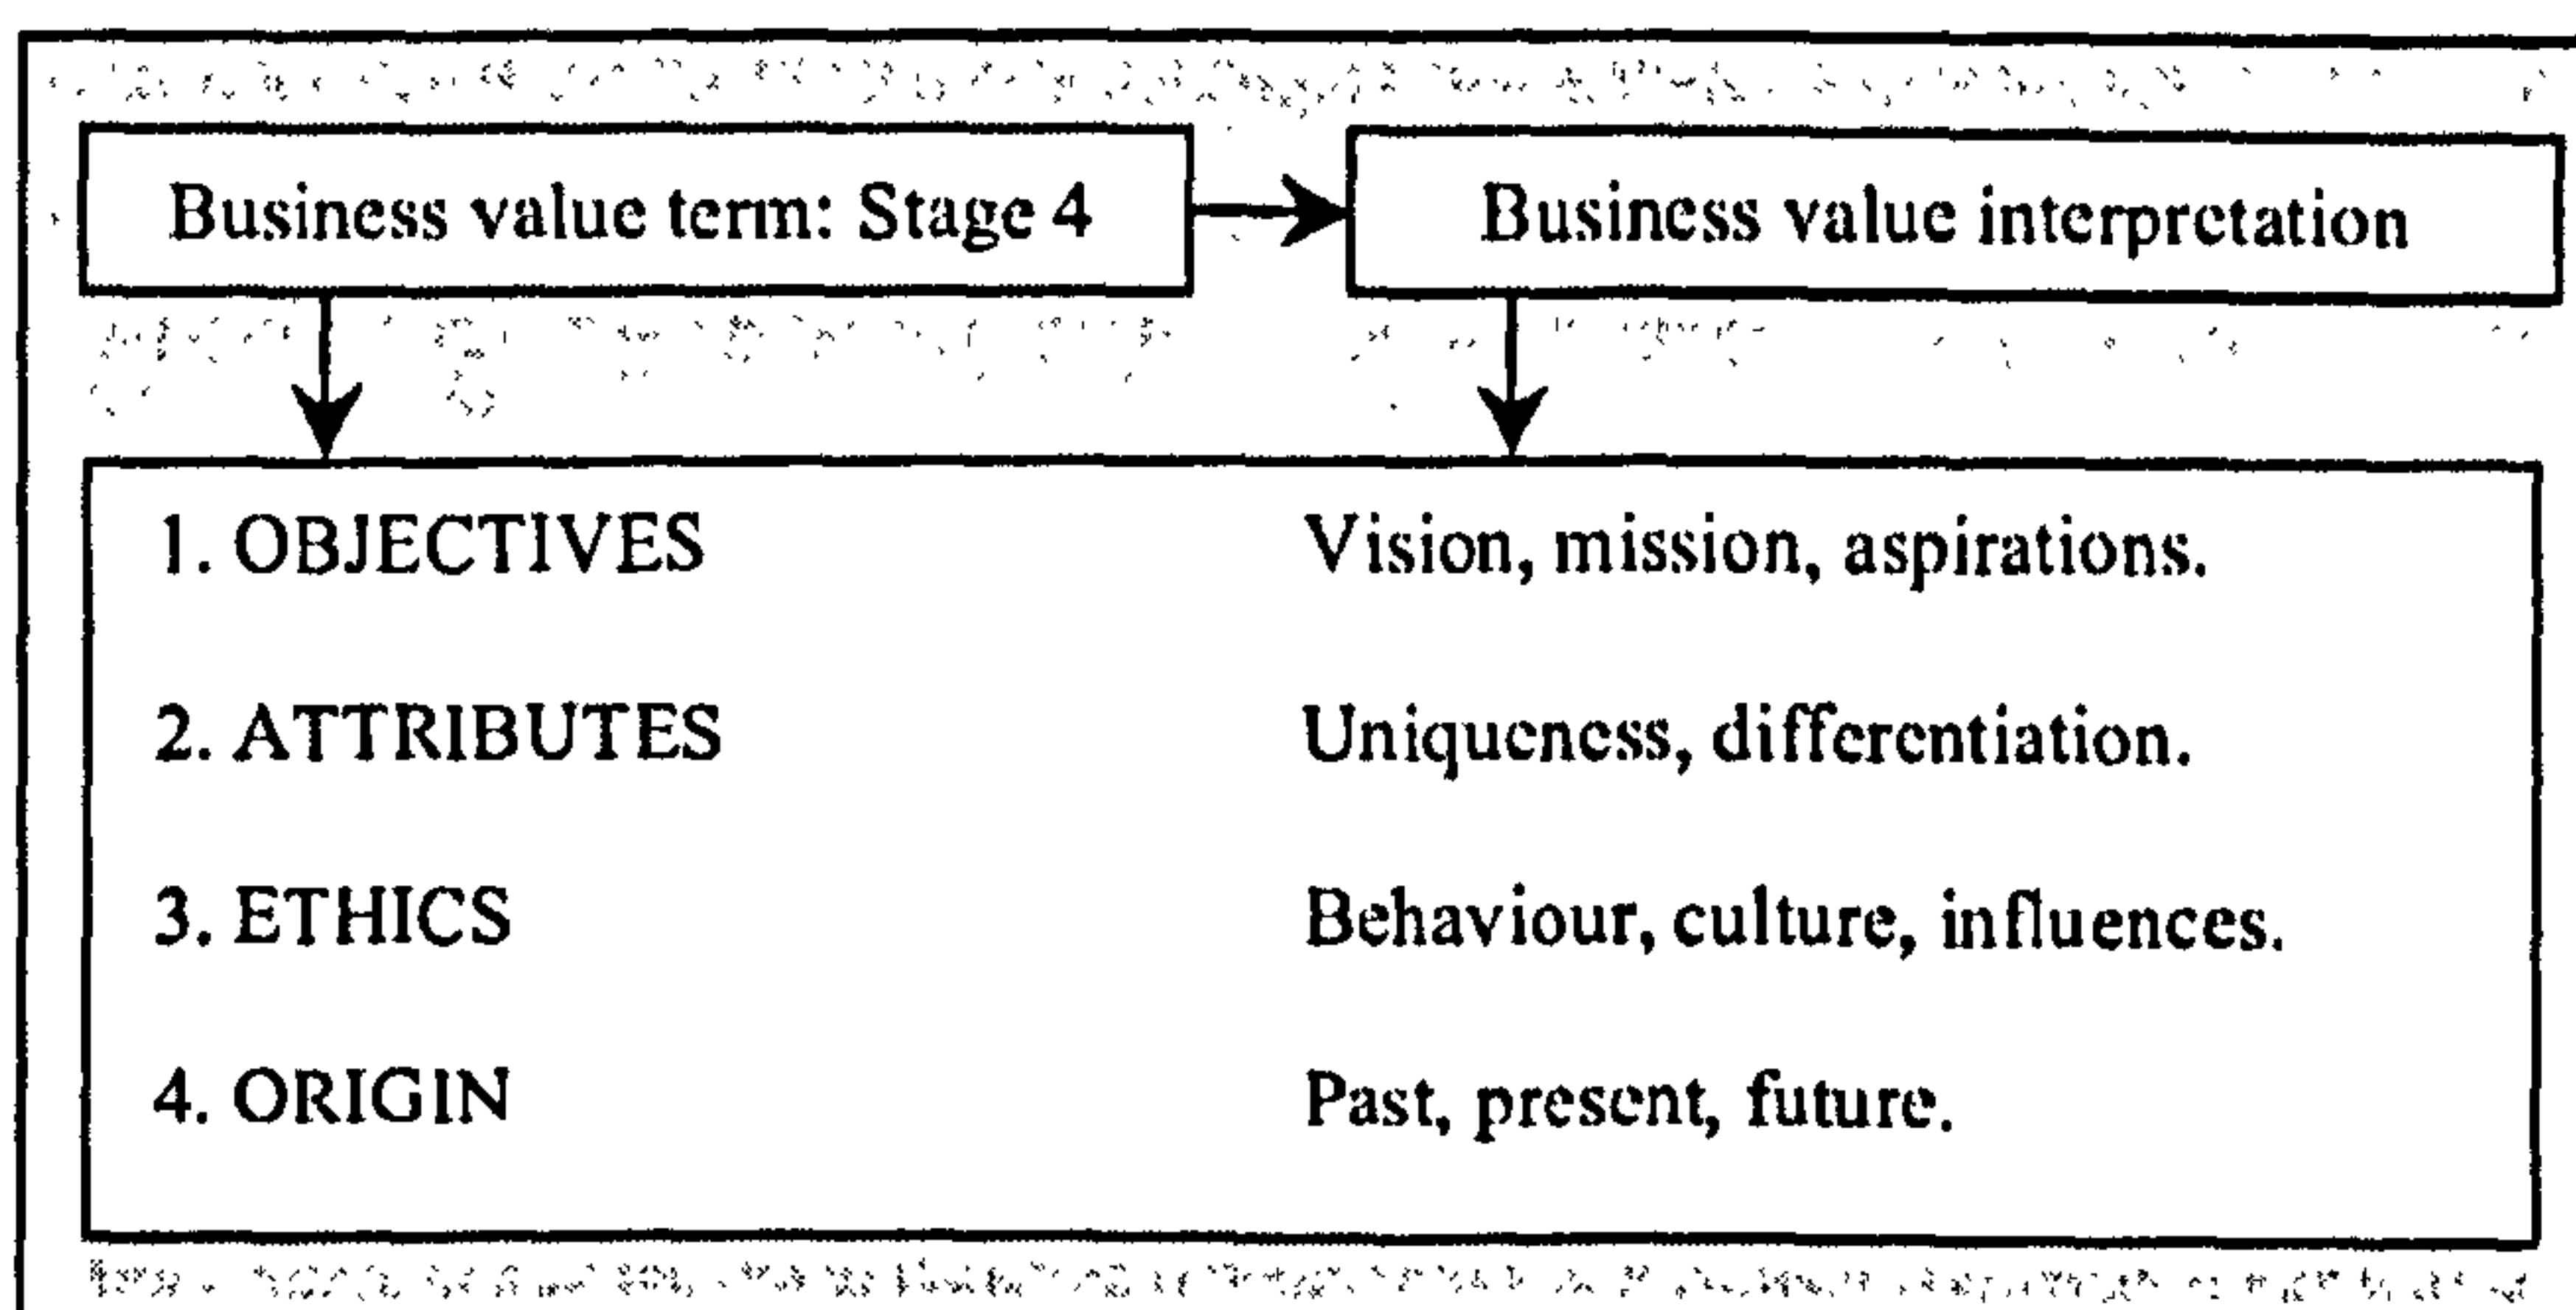 Business value term: Stage 4
Business value interpretation
1. OBJECTIVES Vision, mission, aspirations.
2. ATTRIBUTES Uniqueness, differentiation.
3. ETHICS Behaviour, culture, influences.
4. ORIGIN Past, present, future.